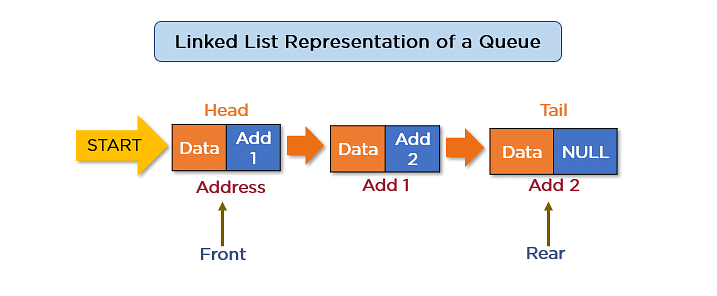 Linked List Representation of a Queue
Head
Tail
START
Data
Add
1
Data
Add
2
Data
NULL
Address
Add 1
Add 2
Front
Rear